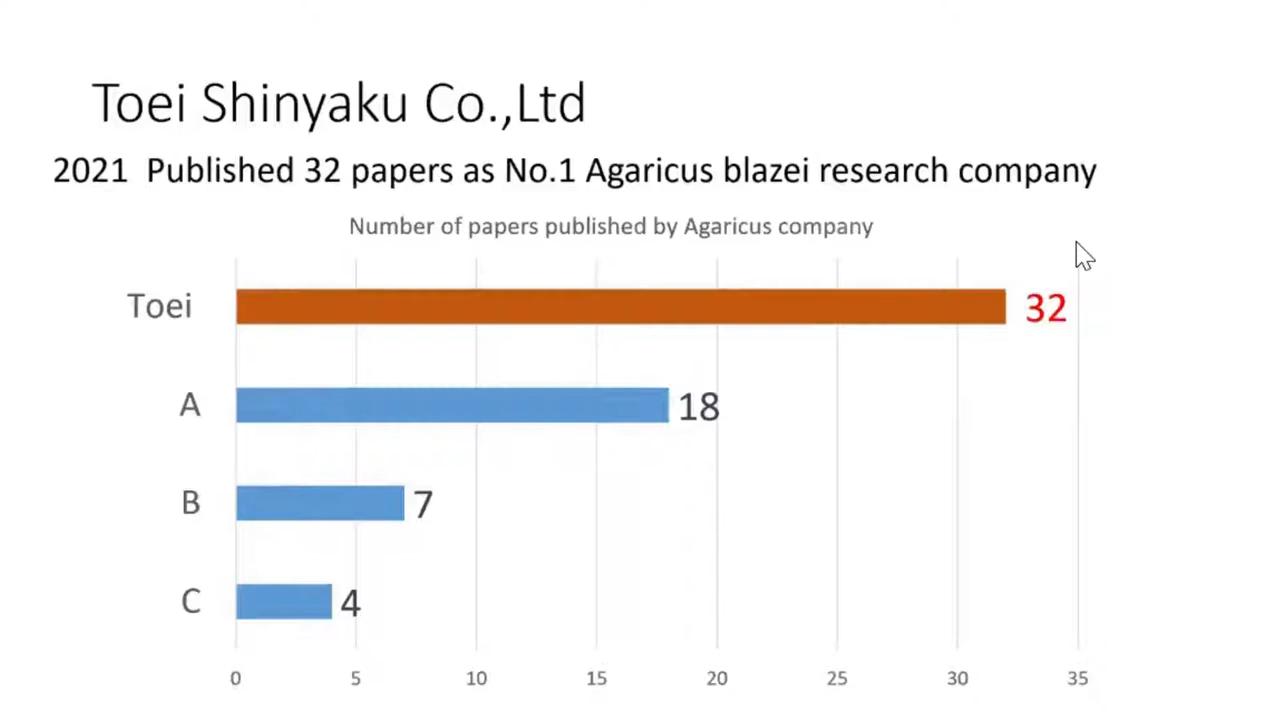 Toei Shinyaku Co.,Ltd
2021 Published 32 papers as No.1 Agaricus blazei research company
Number of papers published by Agaricus company
Toei 32
A 18
B 7
C 4
0 5 10 15 20 25 30 35